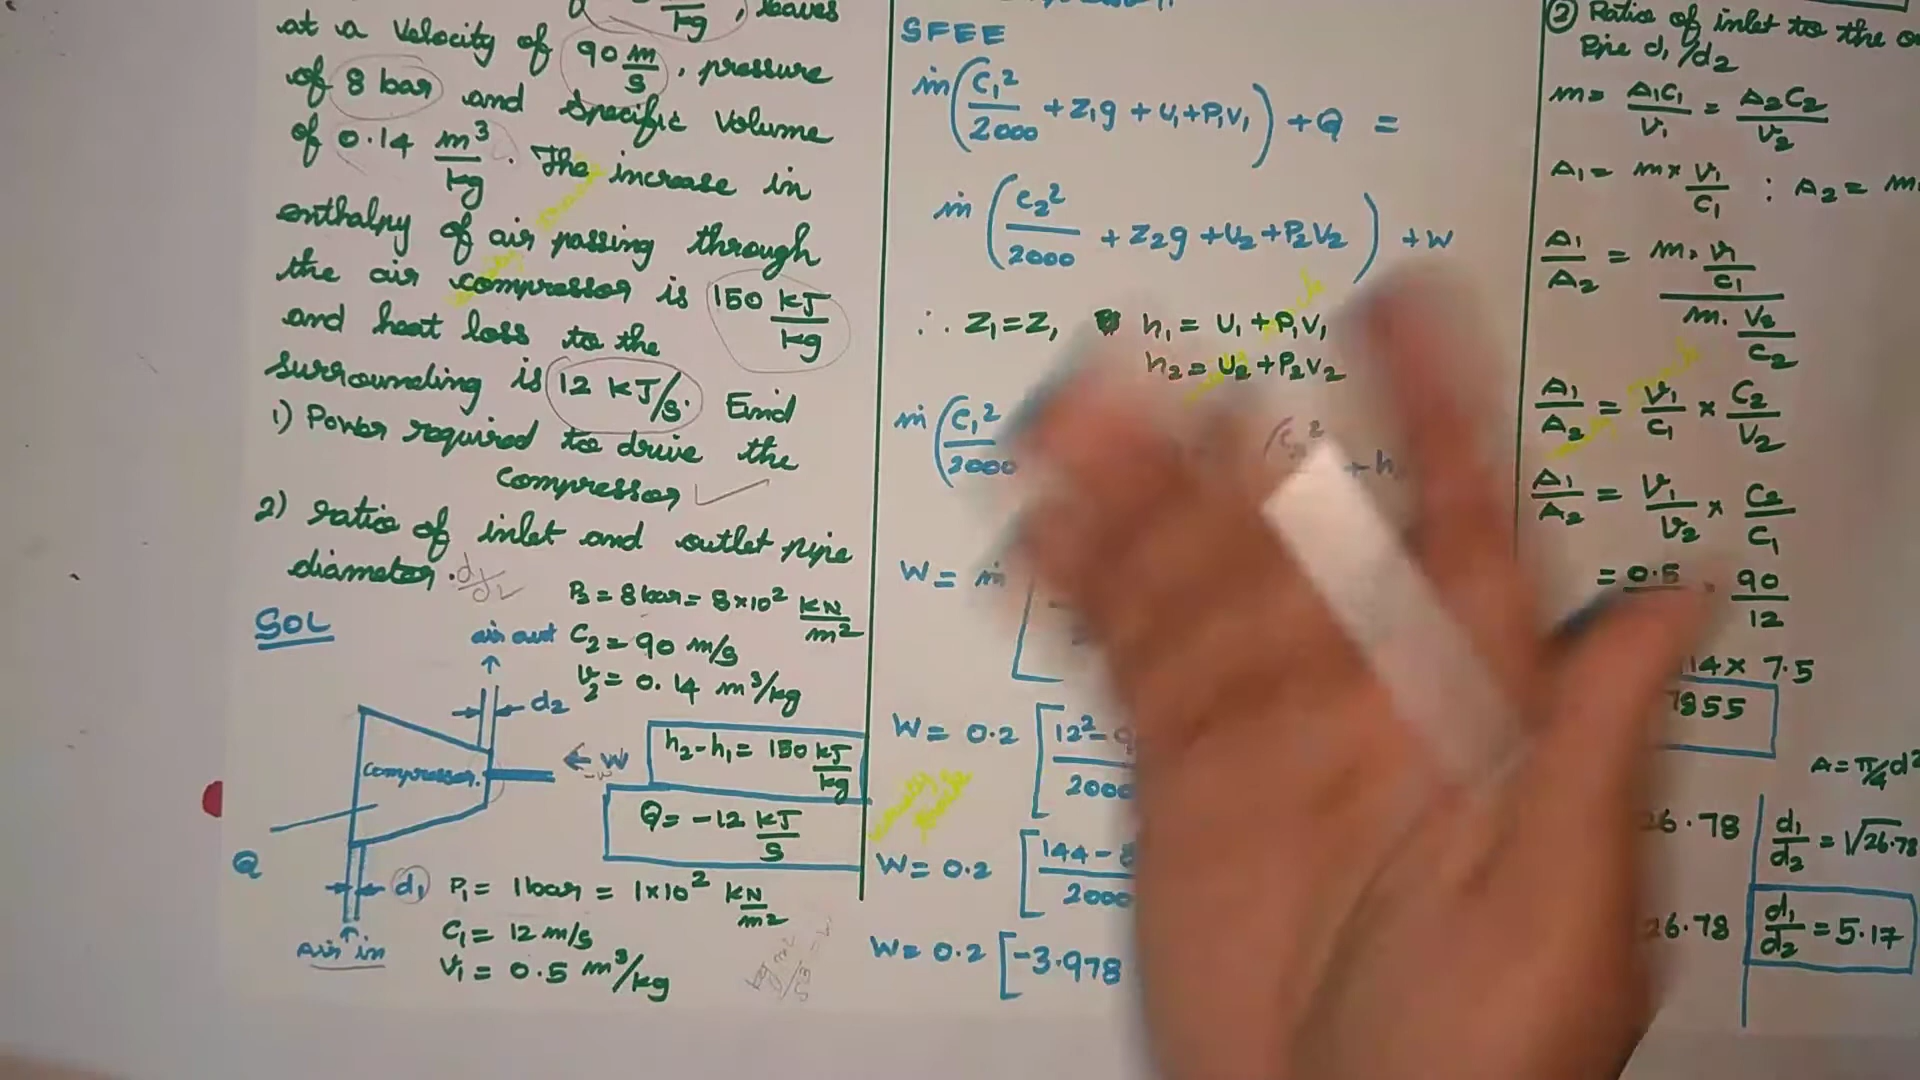 m³/kg, leaves
at a velocity of 90 m/s, pressure
of 8 bar and specific volume
of 0.14 m³/kg. The increase in
enthalpy of air passing through
the air compressor is 150 kJ/kg
and heat loss to the
surrounding is 12 kJ/s. Find
1) Power required to drive the
compressor
2) ratio of inlet and outlet pipe
diameter. d₁/d₂
SOL
P₂ = 8 bar = 8×10² kN/m²
C₂ = 90 m/s
V₂ = 0.14 m³/kg
air out
d₂
compressor.
← W
-W
h₂-h₁ = 150 kJ/kg
Q = -12 kJ/s
Q
d₁
Air in
P₁ = 1 bar = 1×10² kN/m²
C₁ = 12 m/s
V₁ = 0.5 m³/kg
SFEE
ṁ(C₁²/2000 + Z₁g + U₁+P₁V₁) + Q =
ṁ(C₂²/2000 + Z₂g + U₂ + P₂V₂) + W
∴ Z₁=Z, h₁ = U₁ + P₁V₁
h₂ = U₂ + P₂V₂
ṁ(C₁²/2000
+ h
W = ṁ
W = 0.2 [12²-9
2000
W = 0.2 [144-8
2000
W = 0.2 [-3.978
② Ratio of inlet to the
Pipe d₁/d₂
m = A₁C₁/V₁ = A₂C₂/V₂
A₁ = m × V₁/C₁ : A₂ = m
A₁/A₂ = m. V₁/C₁ / m. V₂/C₂
A₁/A₂ = V₁/C₁ × C₂/V₂
A₁/A₂ = V₁/V₂ × C₂/C₁
= 0.5 90/12
14 × 7.5
7855
A = π/4 d²
26.78
d₁/d₂ = √26.78
26.78
d₁/d₂ = 5.17